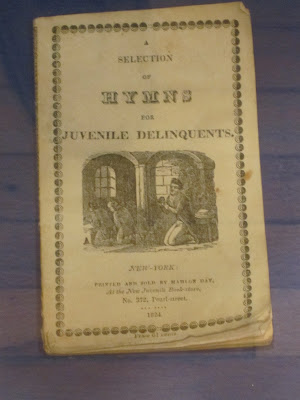 A
SELECTION
OF
HYMNS
FOR
JUVENILE DELINQUENTS.
NEW-YORK:
PRINTED AND SOLD BY MAHLON DAY,
At the New Juvenile Book-store,
No. 372, Pearl-street.
1834